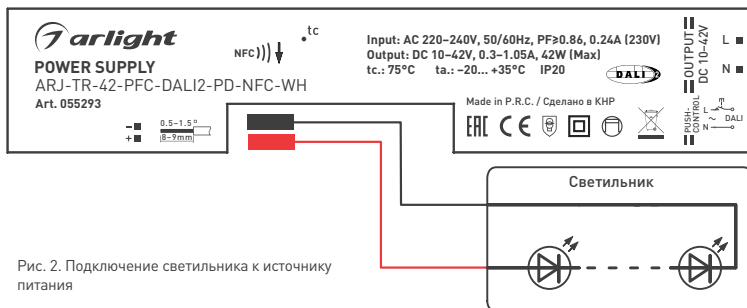 arlight
POWER SUPPLY
ARJ-TR-42-PFC-DALI2-PD-NFC-WH
Art. 055293
NFC
tc
Input: AC 220–240V, 50/60Hz, PF≥0.86, 0.24A (230V)
Output: DC 10–42V, 0.3–1.05A, 42W (Max)
tc.: 75°C ta.: –20... +35°C IP20
DALI 2
Made in P.R.C. / Сделано в КНР
EAC CE
– 0.5–1.5□
+ 8–9mm
OUTPUT
DC 10–42V
L
N
PUSH-
CONTROL
L
~ DALI
N
Светильник
Рис. 2. Подключение светильника к источнику
питания